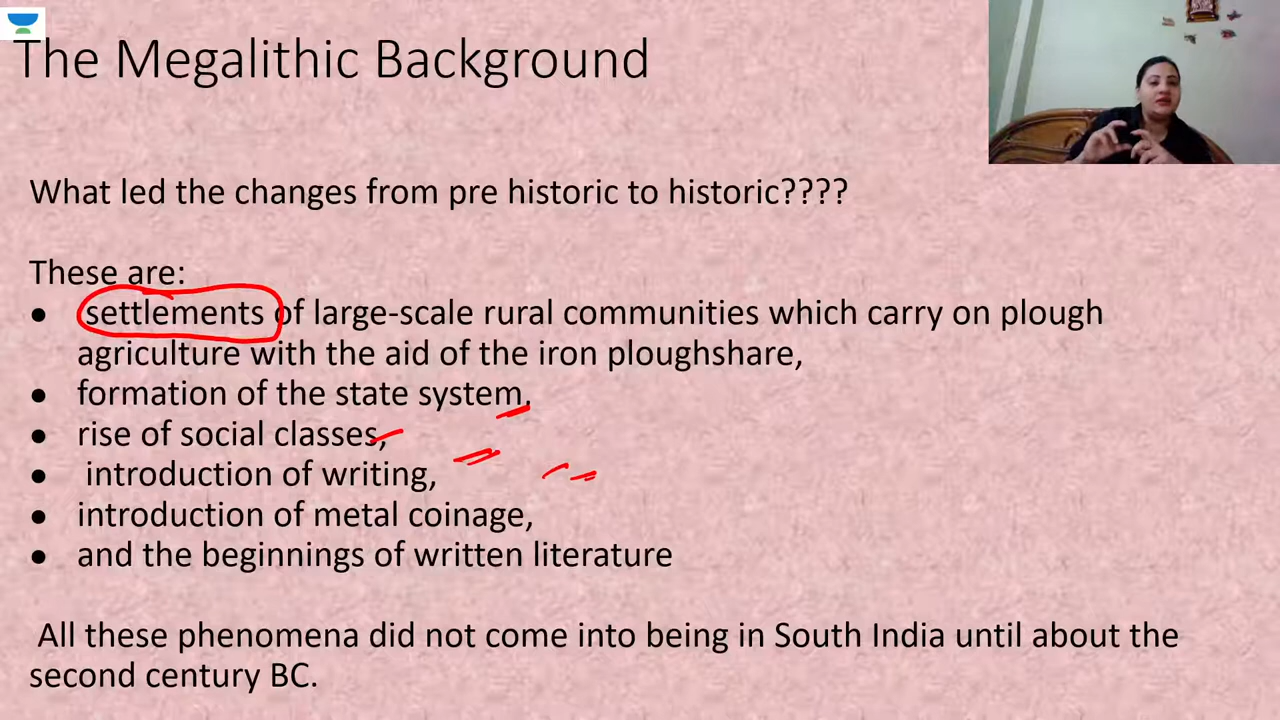 The Megalithic Background
What led the changes from pre historic to historic????
These are:
● settlements of large-scale rural communities which carry on plough
agriculture with the aid of the iron ploughshare,
● formation of the state system,
● rise of social classes,
● introduction of writing,
● introduction of metal coinage,
● and the beginnings of written literature
All these phenomena did not come into being in South India until about the
second century BC.